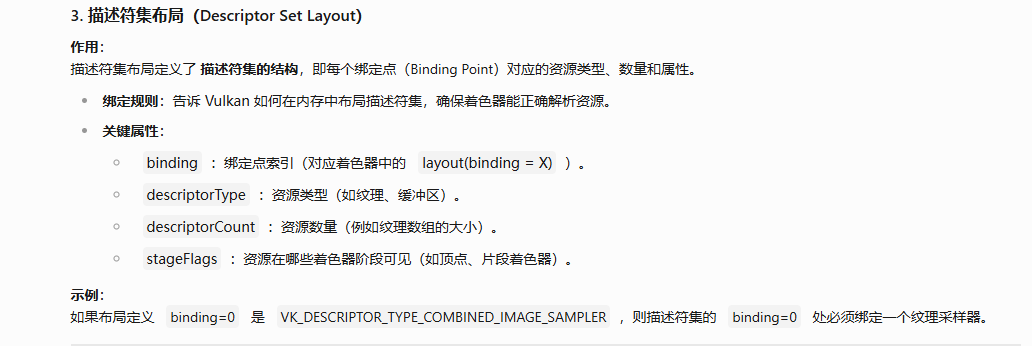 3. 描述符集布局（Descriptor Set Layout）
作用：
描述符集布局定义了 描述符集的结构，即每个绑定点（Binding Point）对应的资源类型、数量和属性。
绑定规则：告诉 Vulkan 如何在内存中布局描述符集，确保着色器能正确解析资源。
关键属性：
binding ：绑定点索引（对应着色器中的 layout(binding = X) ）。
descriptorType ：资源类型（如纹理、缓冲区）。
descriptorCount ：资源数量（例如纹理数组的大小）。
stageFlags ：资源在哪些着色器阶段可见（如顶点、片段着色器）。
示例：
如果布局定义 binding=0 是 VK_DESCRIPTOR_TYPE_COMBINED_IMAGE_SAMPLER ，则描述符集的 binding=0 处必须绑定一个纹理采样器。